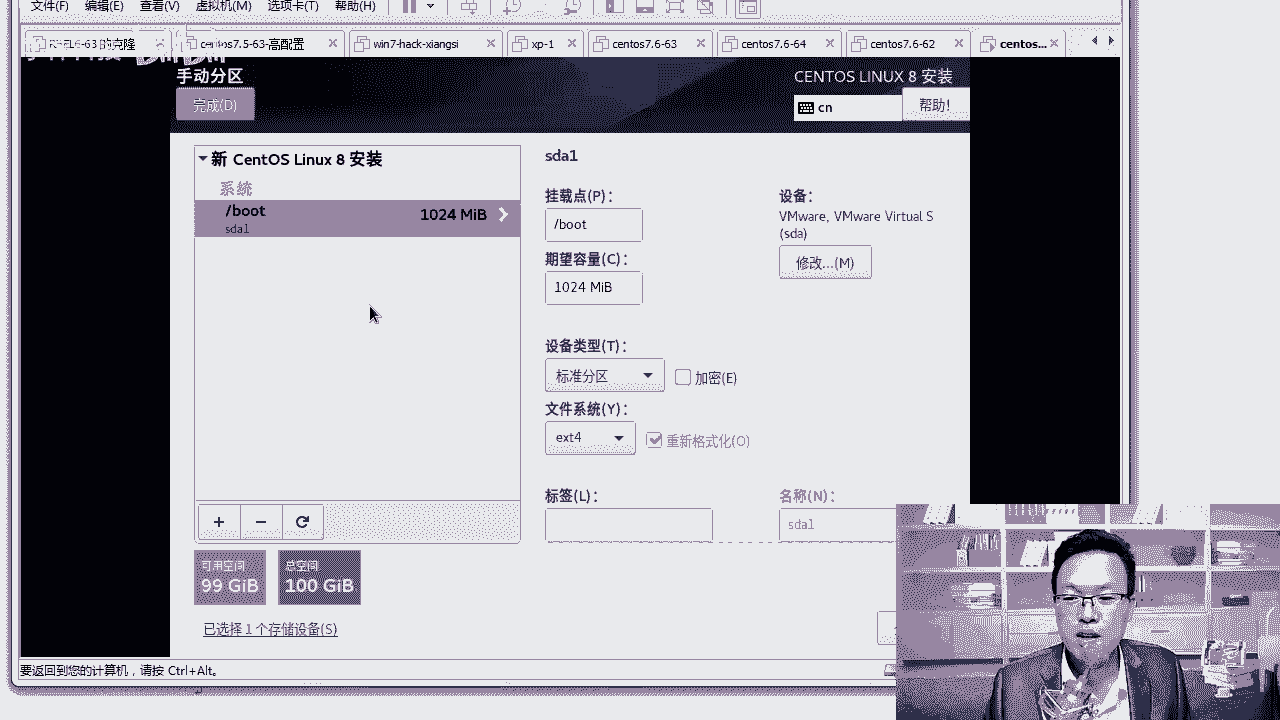 文件(F) 编辑(E) 查看(V) 虚拟机(M) 选项卡(T) 帮助(H)
的克隆 centos7.5-63-高配置 xp-1 centos7.6-63 centos7.6-64 centos7.6-62 centos...
手动分区
CENTOS LINUX 8 安装
完成(D)
cn
帮助!
新 CentOS Linux 8 安装
系统
/boot
1024 MiB
sda1
sda1
挂载点(P):
/boot
期望容量(C):
1024 MiB
设备:
VMware, VMware Virtual S
(sda)
修改...(M)
设备类型(T):
标准分区
加密(E)
文件系统(Y):
ext4
重新格式化(O)
标签(L):
名称(N):
sda1
可用空间
99 GiB
总空间
100 GiB
已选择 1 个存储设备(S)
要返回到您的计算机，请按 Ctrl+Alt。